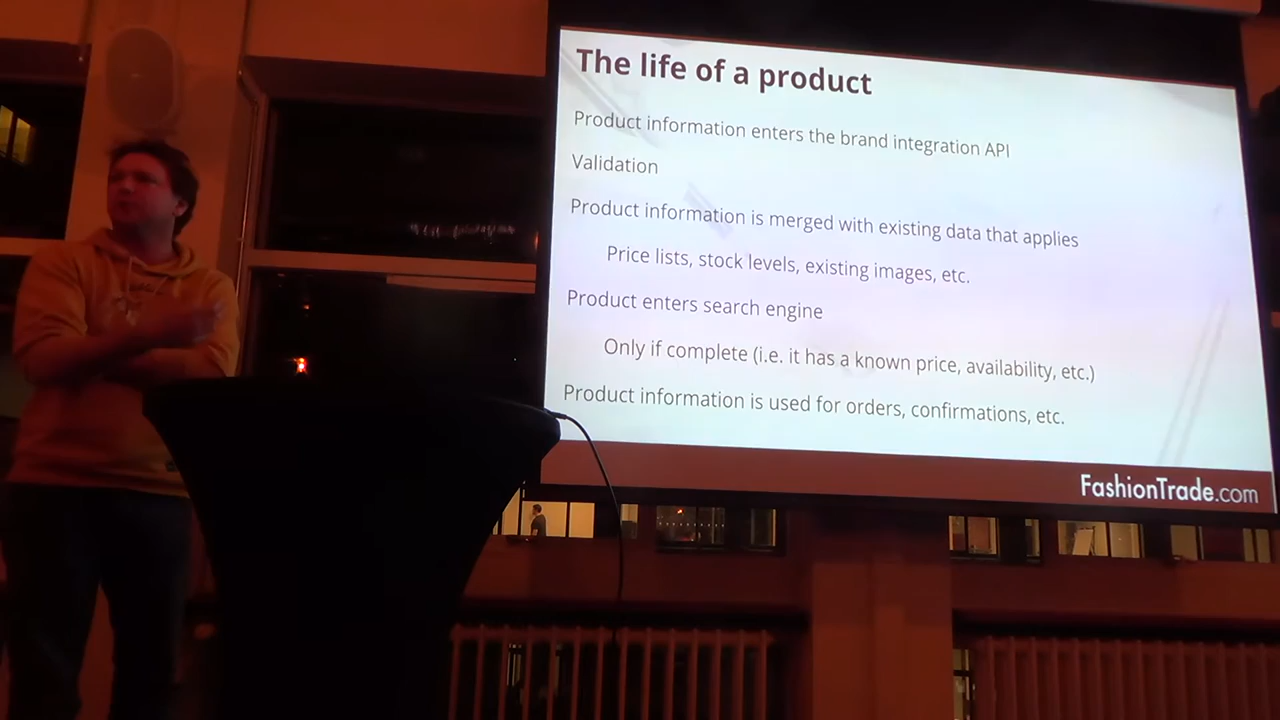 The life of a product
Product information enters the brand integration API
Validation
Product information is merged with existing data that applies
Price lists, stock levels, existing images, etc.
Product enters search engine
Only if complete (i.e. it has a known price, availability, etc.)
Product information is used for orders, confirmations, etc.
FashionTrade.com